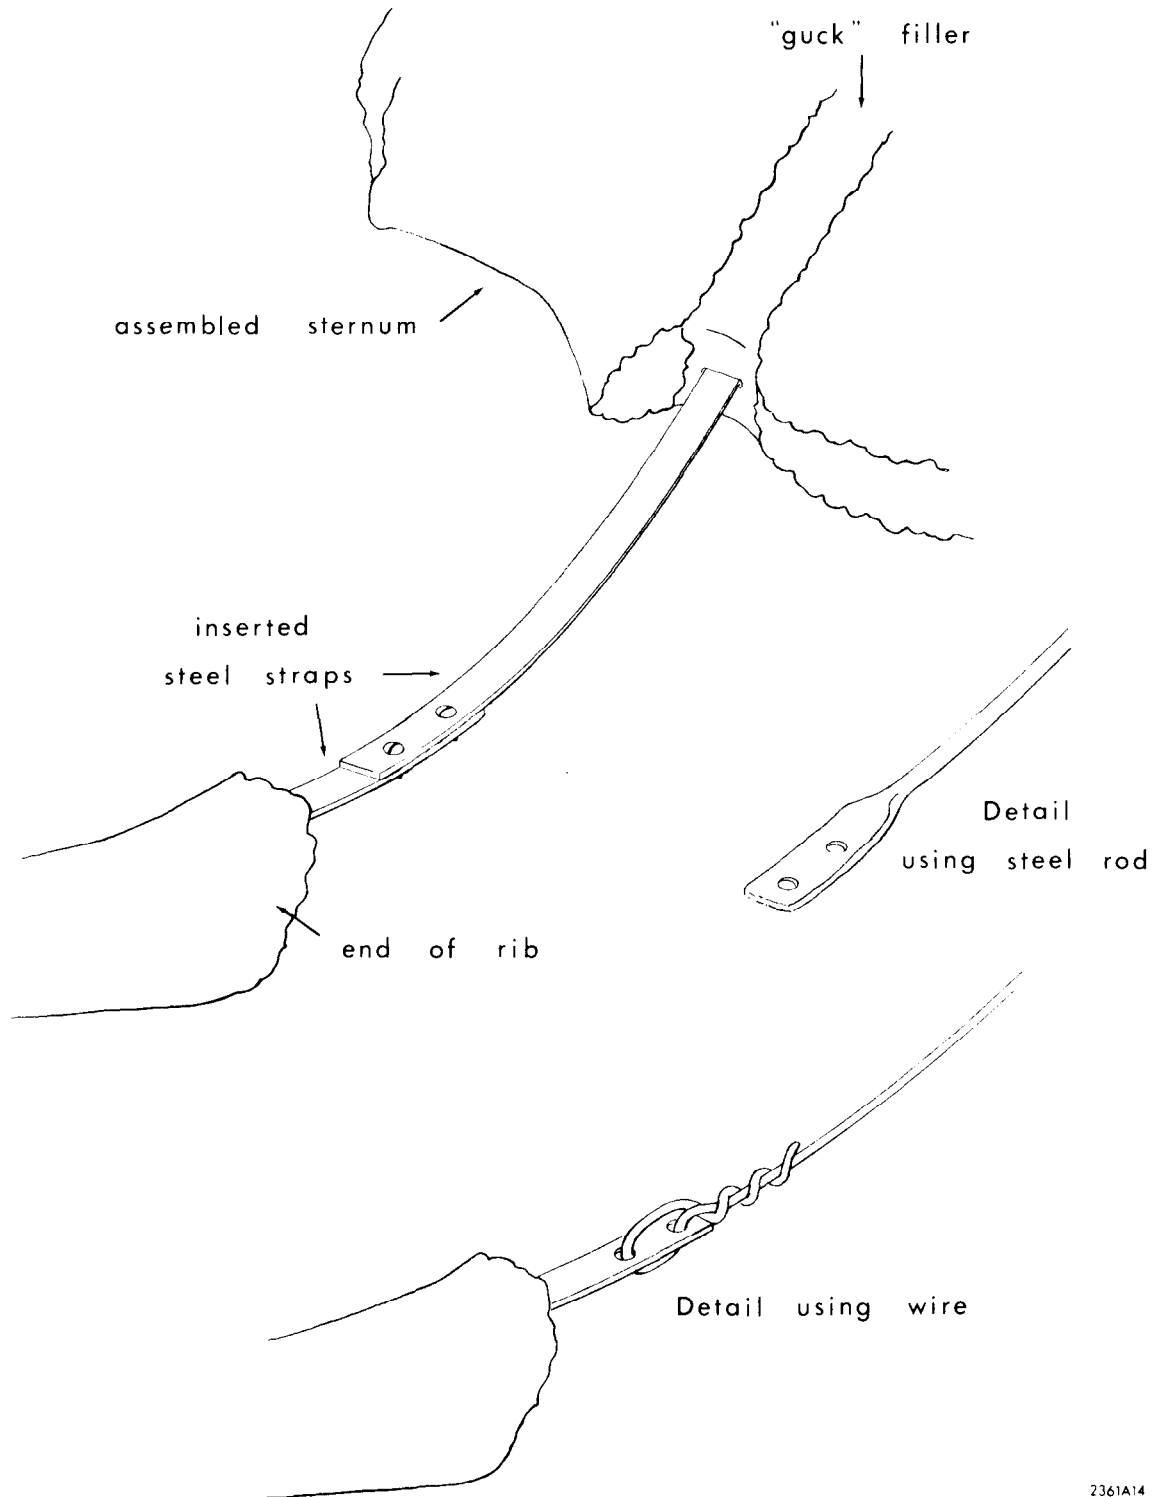 "guck" filler
assembled sternum
inserted
steel straps
Detail
using steel rod
end of rib
Detail using wire
2361A14